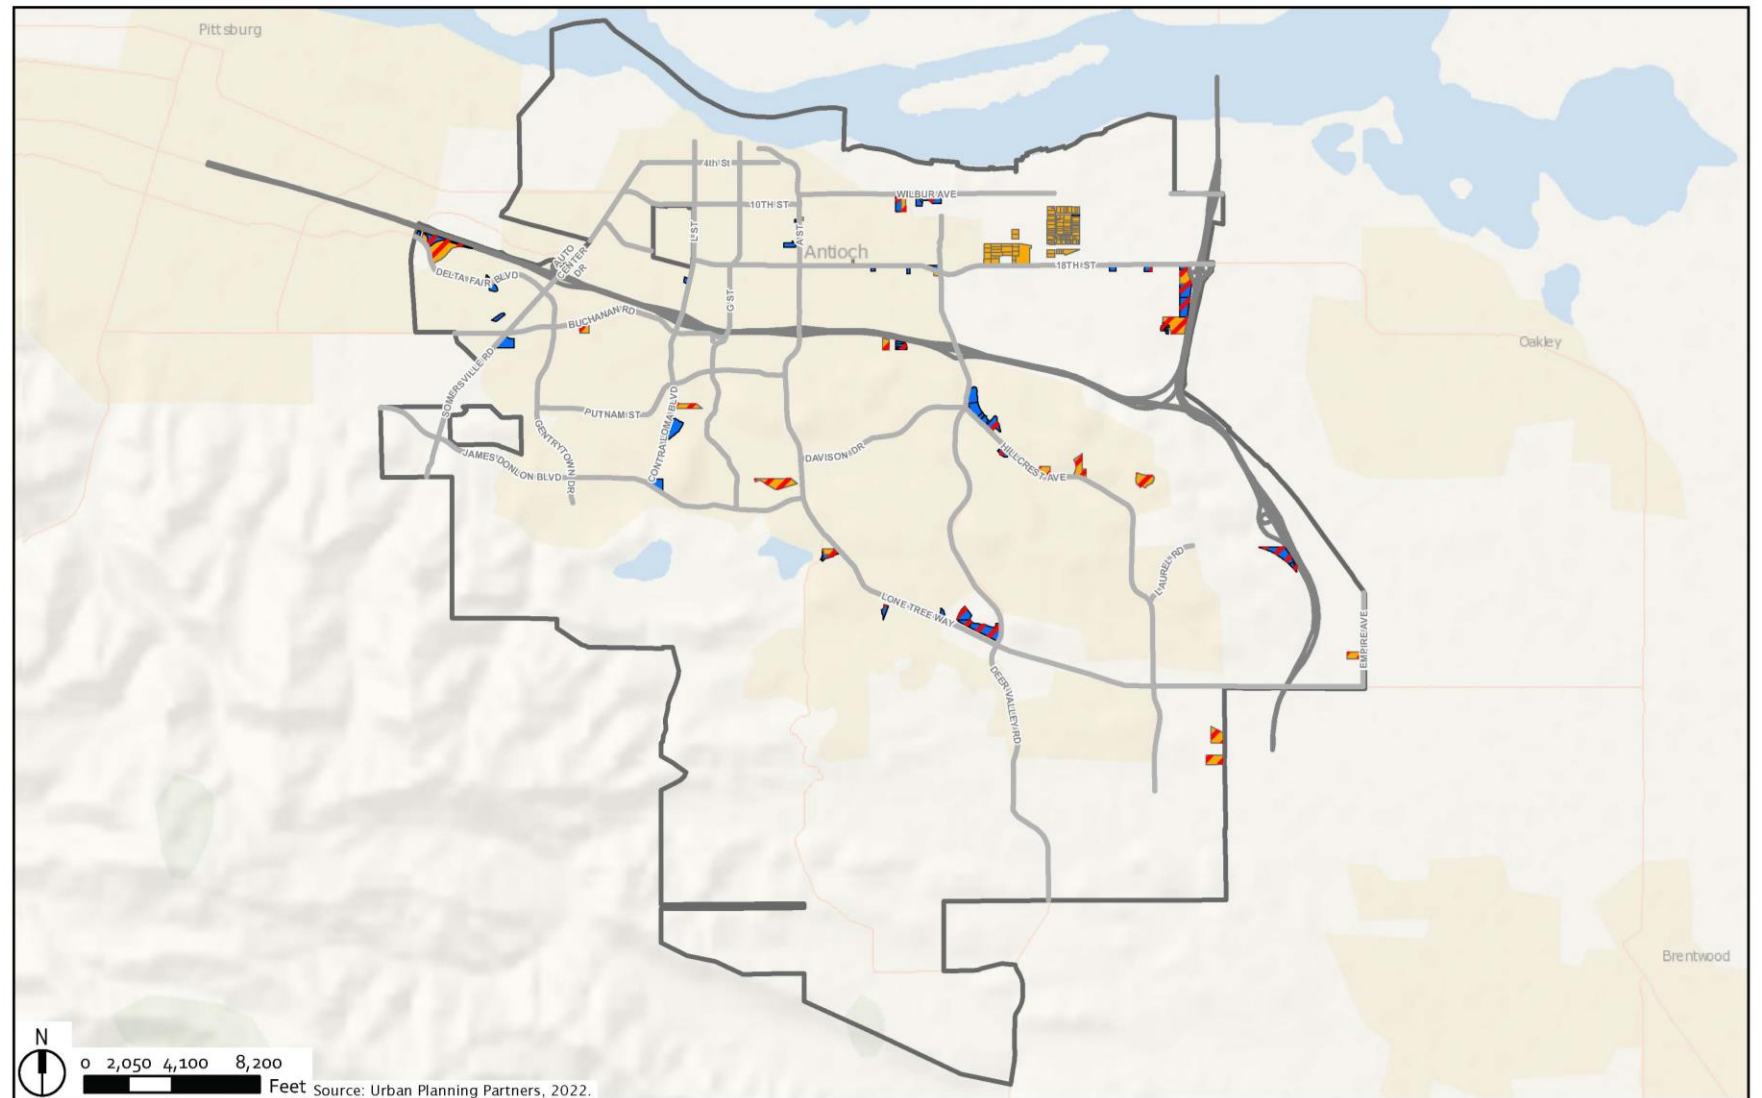 Pittsburg
4th St
WILBUR AVE
10TH ST
L ST
A ST
Antioch
AUTO
CENTER
DR
18TH ST
DELTA FAIR BLVD
G ST
BUCHANAN RD
Oakley
SOMERSVILLE RD
PUTNAM ST
CONTRA LOMA BLVD
GENTRYTOWN DR
DAVISON DR
HILLCREST AVE
JAMES DONLON BLVD
LAUREL RD
LONE TREE WAY
EMPIRE AVE
DEER VALLEY RD
Brentwood
N
0 2,050 4,100 8,200
Feet
Source: Urban Planning Partners, 2022.